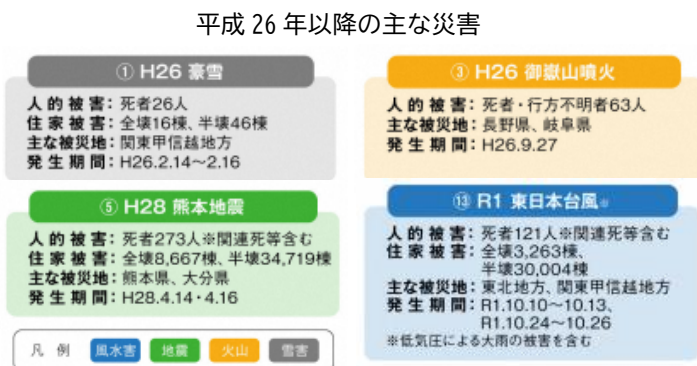 平成 26 年以降の主な災害
① H26 豪雪
人的被害：死者26人
住家被害：全壊16棟、半壊46棟
主な被災地：関東甲信越地方
発生期間：H26.2.14～2.16
③ H26 御嶽山噴火
人的被害：死者・行方不明者63人
主な被災地：長野県、岐阜県
発生期間：H26.9.27
⑤ H28 熊本地震
人的被害：死者273人※関連死等含む
住家被害：全壊8,667棟、半壊34,719棟
主な被災地：熊本県、大分県
発生期間：H28.4.14・4.16
⑬ R1 東日本台風※
人的被害：死者121人※関連死等含む
住家被害：全壊3,263棟、
半壊30,004棟
主な被災地：東北地方、関東甲信越地方
発生期間：R1.10.10～10.13、
R1.10.24～10.26
※低気圧による大雨の被害を含む
凡例 風水害 地震 火山 雪害